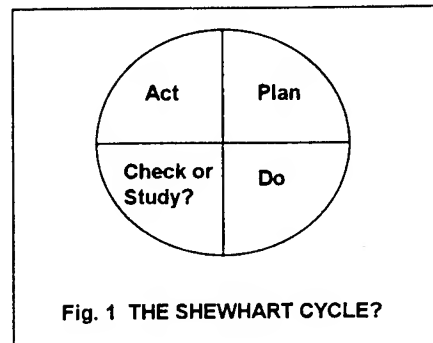 Act
Plan
Check or
Study?
Do
Fig. 1 THE SHEWHART CYCLE?